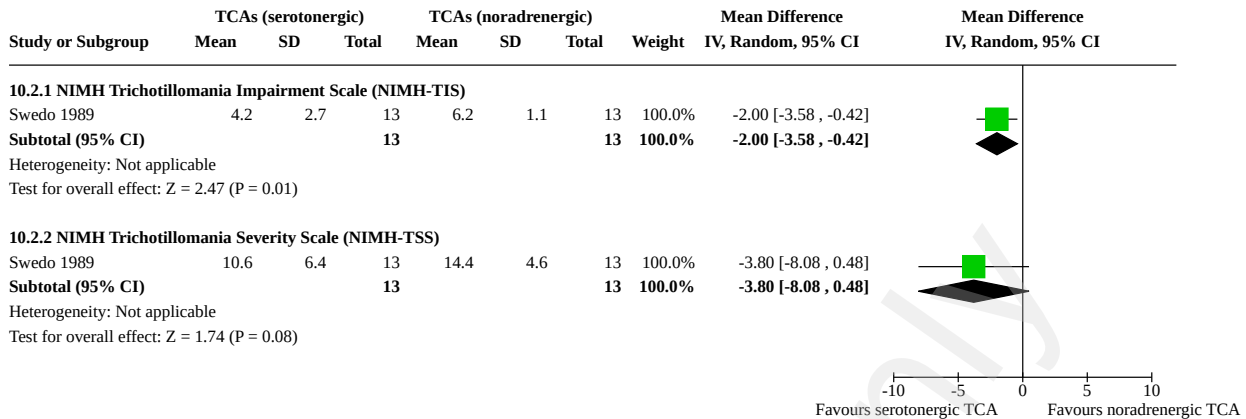 TCAs (serotonergic) TCAs (noradrenergic) Mean Difference Mean Difference
Study or Subgroup Mean SD Total Mean SD Total Weight IV, Random, 95% CI IV, Random, 95% CI
10.2.1 NIMH Trichotillomania Impairment Scale (NIMH-TIS)
Swedo 1989 4.2 2.7 13 6.2 1.1 13 100.0% -2.00 [-3.58 , -0.42]
Subtotal (95% CI) 13 13 100.0% -2.00 [-3.58 , -0.42]
Heterogeneity: Not applicable
Test for overall effect: Z = 2.47 (P = 0.01)
10.2.2 NIMH Trichotillomania Severity Scale (NIMH-TSS)
Swedo 1989 10.6 6.4 13 14.4 4.6 13 100.0% -3.80 [-8.08 , 0.48]
Subtotal (95% CI) 13 13 100.0% -3.80 [-8.08 , 0.48]
Heterogeneity: Not applicable
Test for overall effect: Z = 1.74 (P = 0.08)
-10 -5 0 5 10
Favours serotonergic TCA Favours noradrenergic TCA
nly